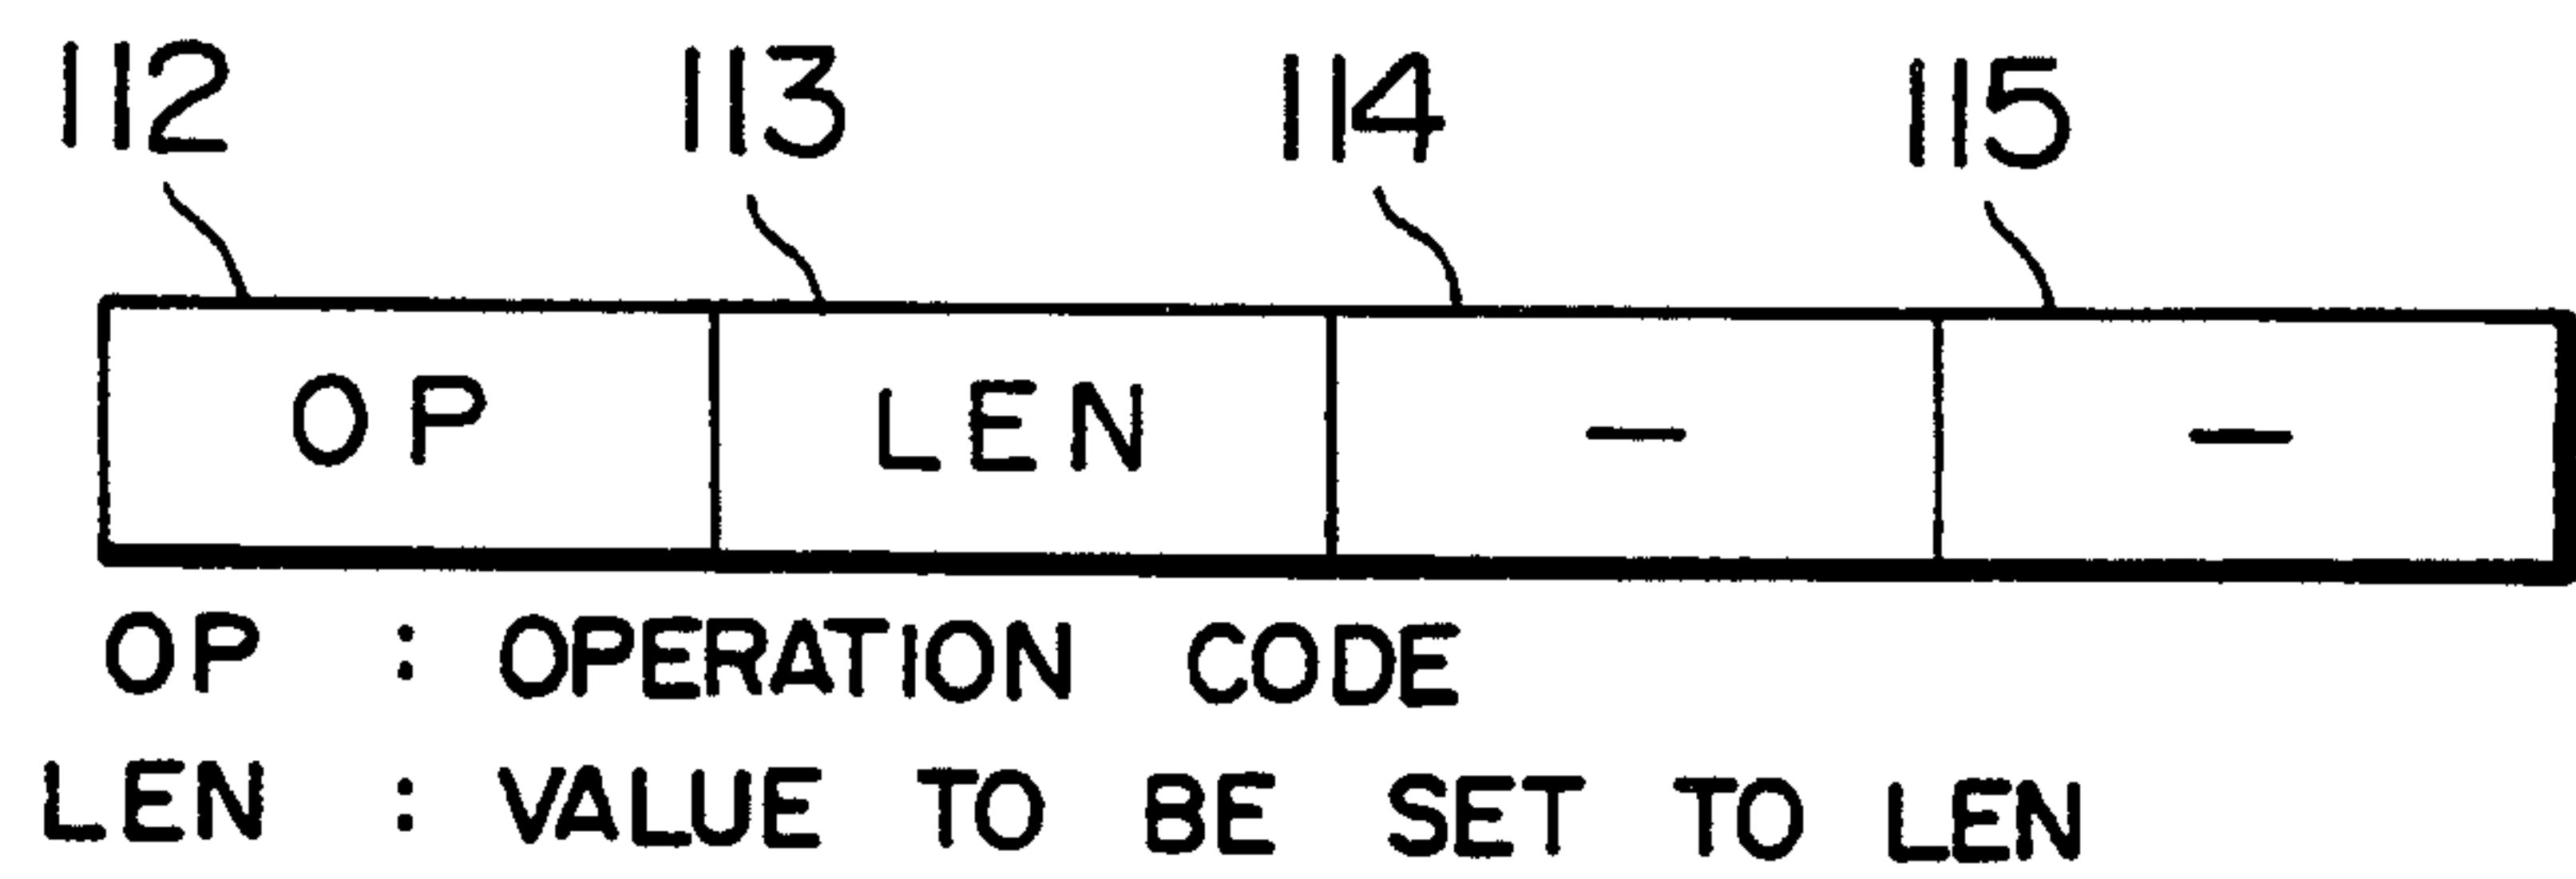 112 113 114 115
OP LEN — —
OP : OPERATION CODE
LEN : VALUE TO BE SET TO LEN